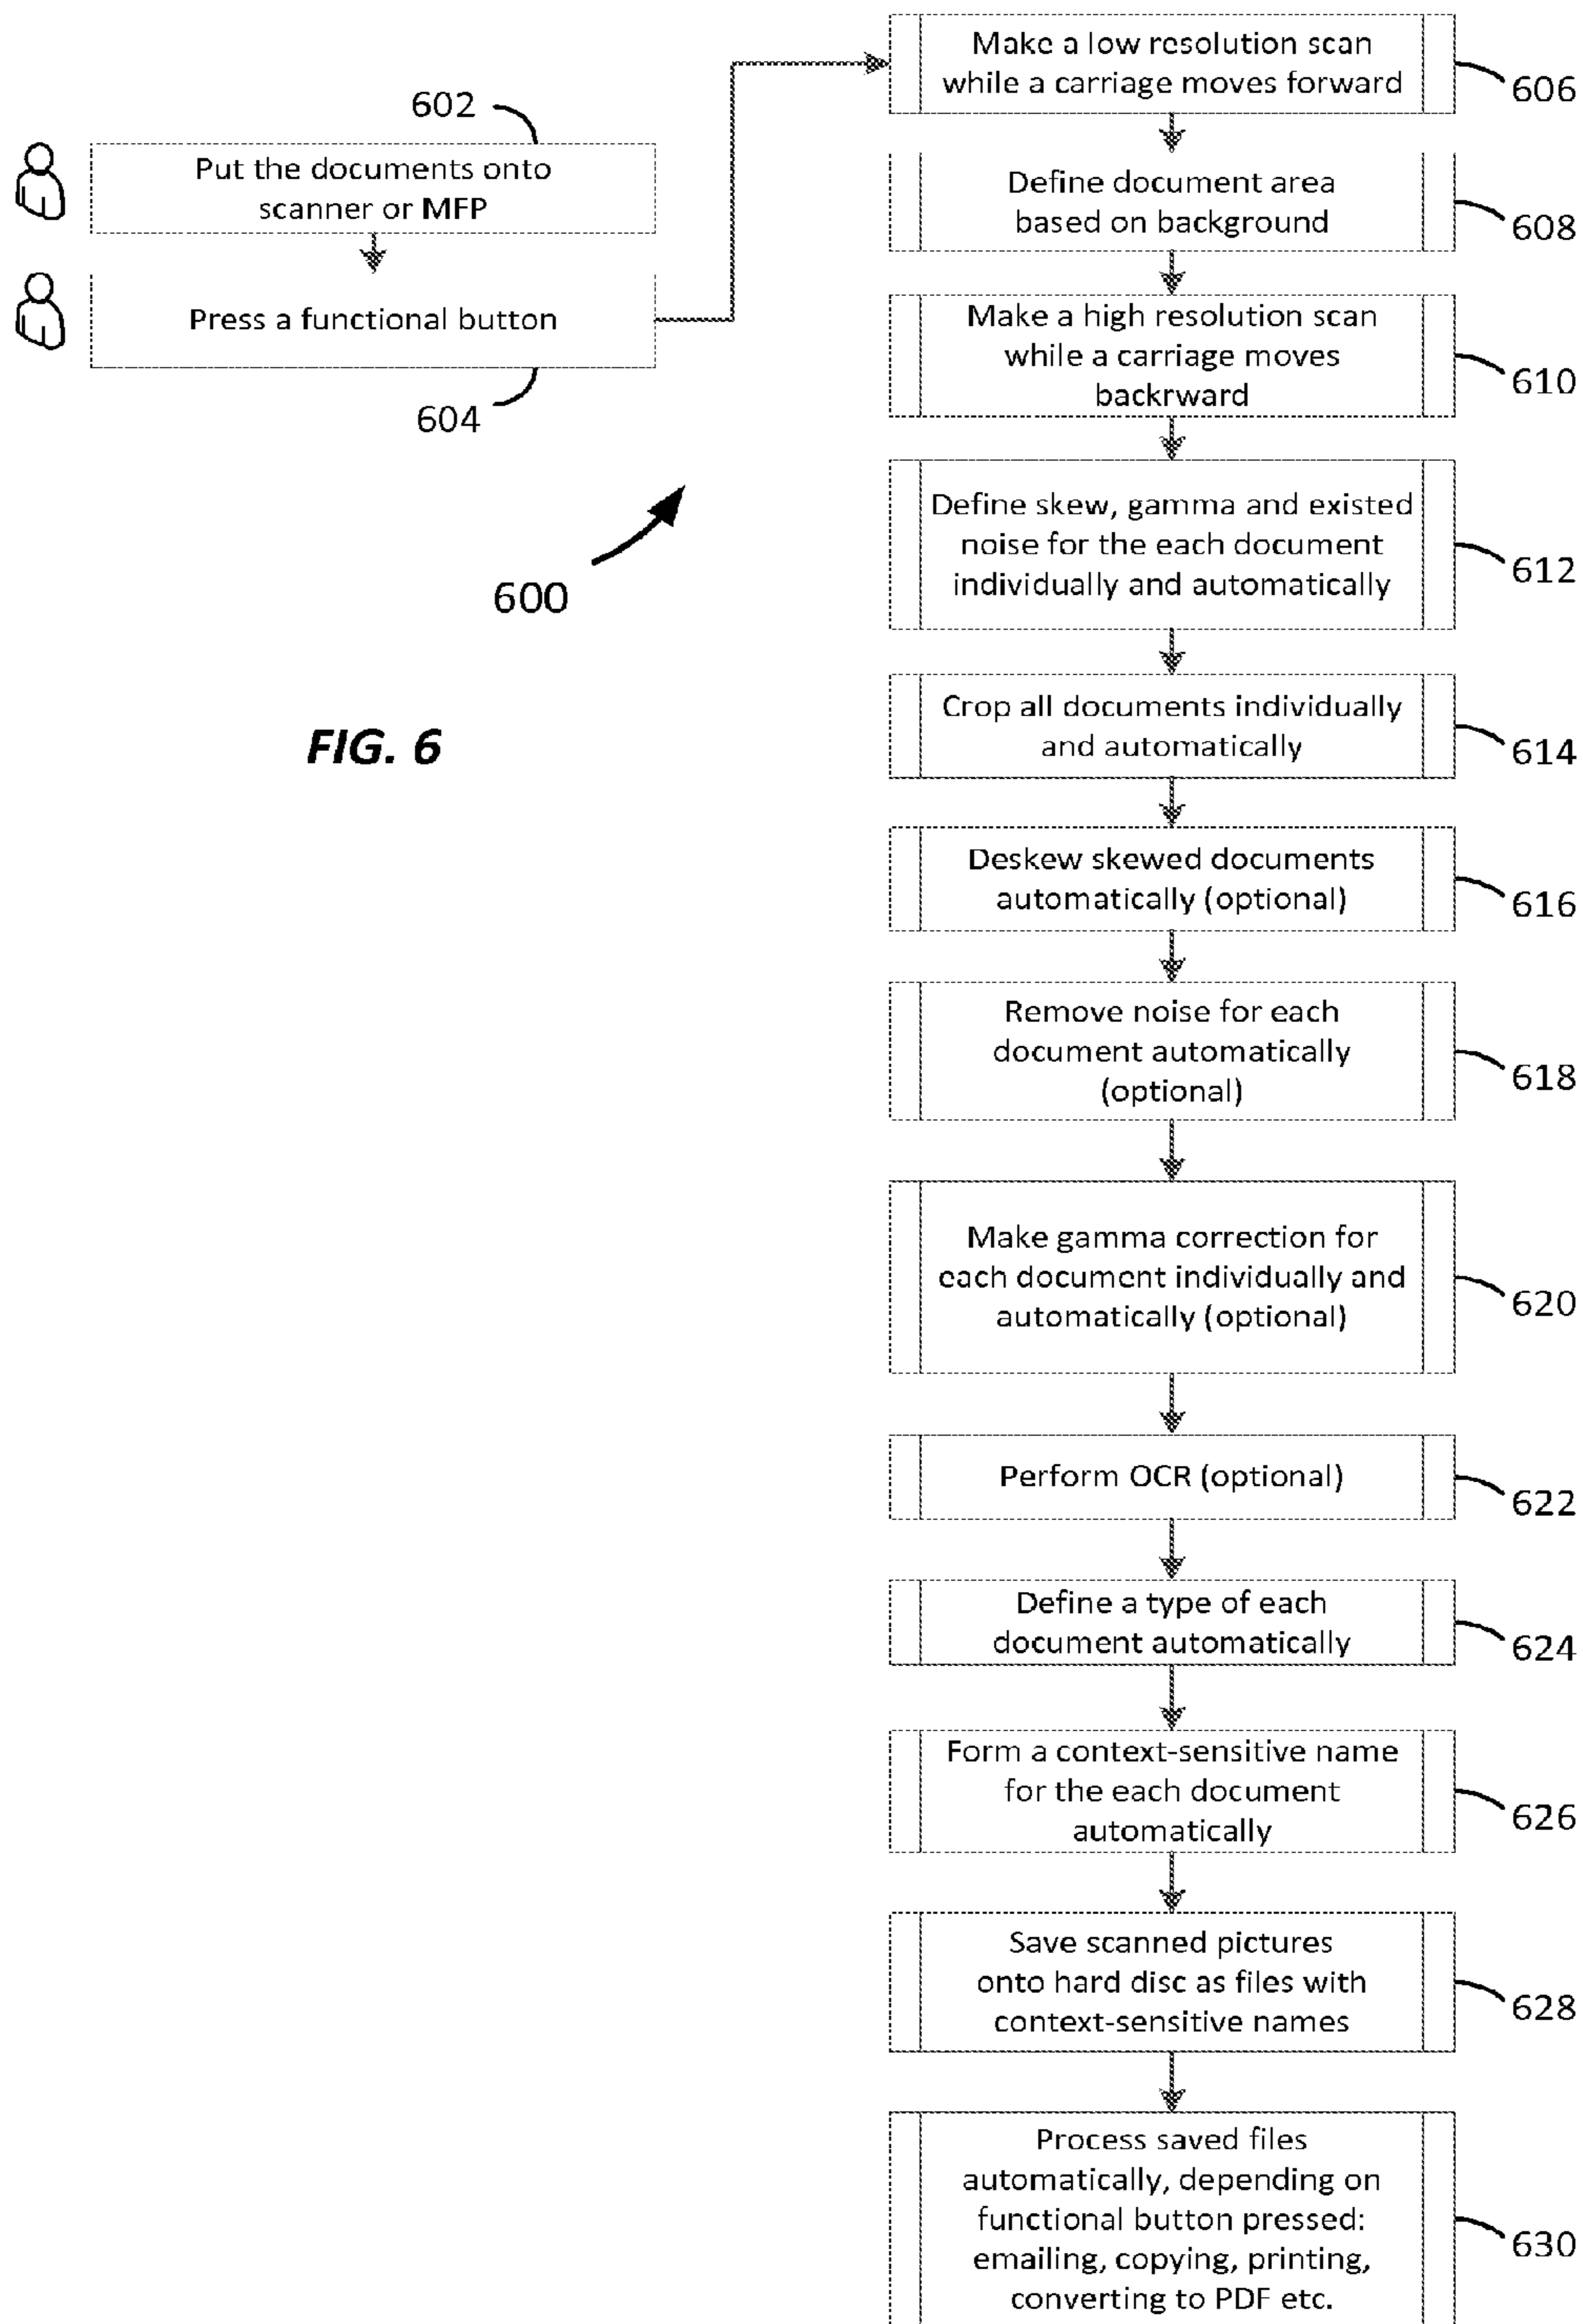 602
Put the documents onto
scanner or MFP
Press a functional button
604
600
FIG. 6
Make a low resolution scan
while a carriage moves forward
606
Define document area
based on background
608
Make a high resolution scan
while a carriage moves
backrward
610
Define skew, gamma and existed
noise for the each document
individually and automatically
612
Crop all documents individually
and automatically
614
Deskew skewed documents
automatically (optional)
616
Remove noise for each
document automatically
(optional)
618
Make gamma correction for
each document individually and
automatically (optional)
620
Perform OCR (optional)
622
Define a type of each
document automatically
624
Form a context-sensitive name
for the each document
automatically
626
Save scanned pictures
onto hard disc as files with
context-sensitive names
628
Process saved files
automatically, depending on
functional button pressed:
emailing, copying, printing,
converting to PDF etc.
630